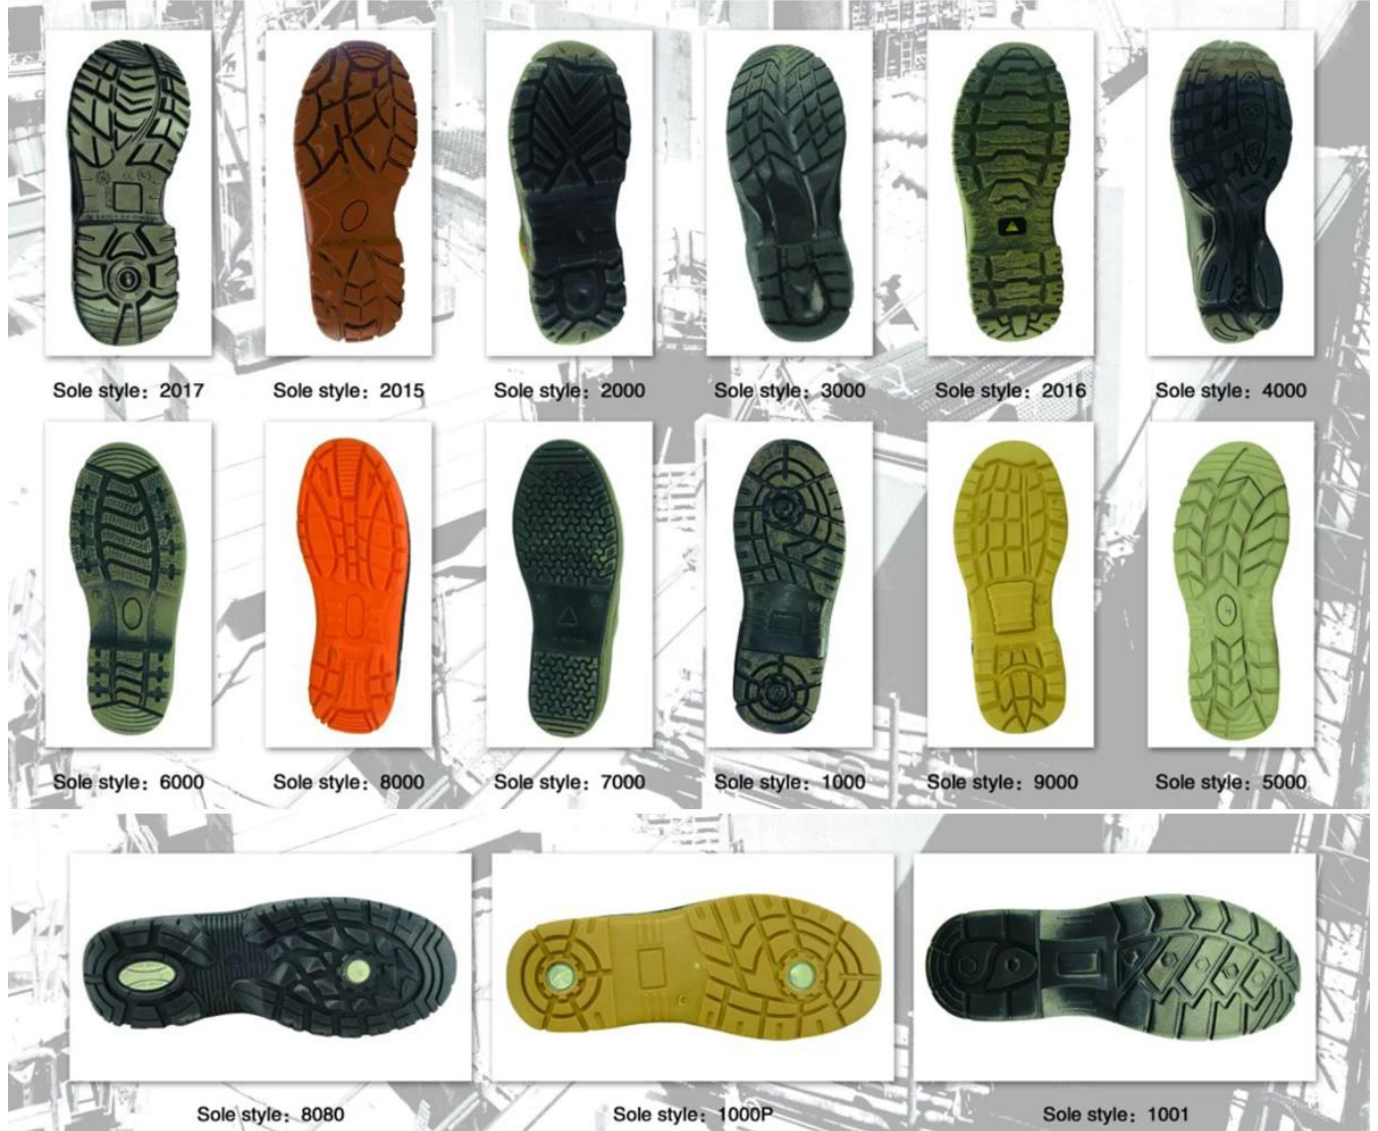 Sole style：2017
Sole style：2015
Sole style：2000
Sole style：3000
Sole style：2016
Sole style：4000
Sole style：6000
Sole style：8000
Sole style：7000
Sole style：1000
Sole style：9000
Sole style：5000
Sole style：8080
Sole style：1000P
Sole style：1001